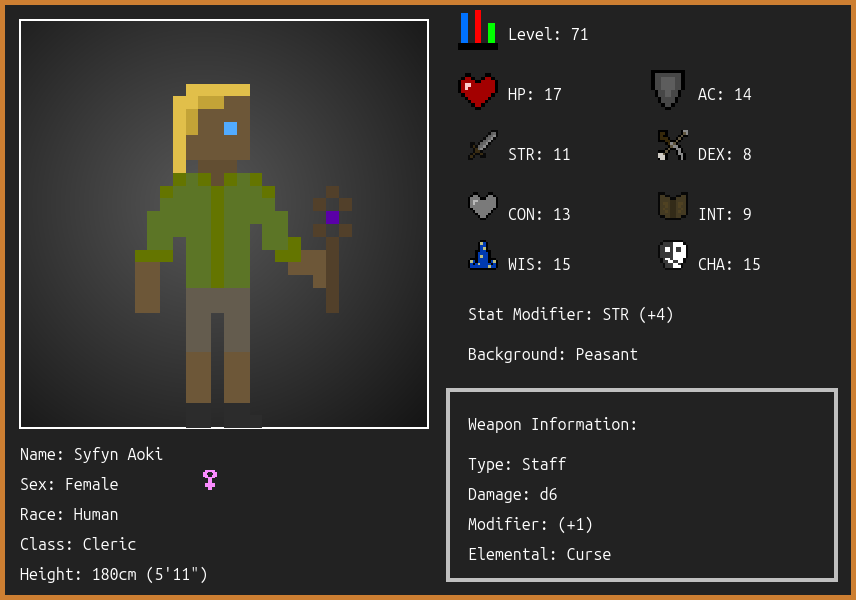 Level: 71
HP: 17
AC: 14
STR: 11
DEX: 8
CON: 13
INT: 9
WIS: 15
CHA: 15
Stat Modifier: STR (+4)
Background: Peasant
Weapon Information:
Type: Staff
Damage: d6
Modifier: (+1)
Elemental: Curse
Name: Syfyn Aoki
Sex: Female
Race: Human
Class: Cleric
Height: 180cm (5'11")